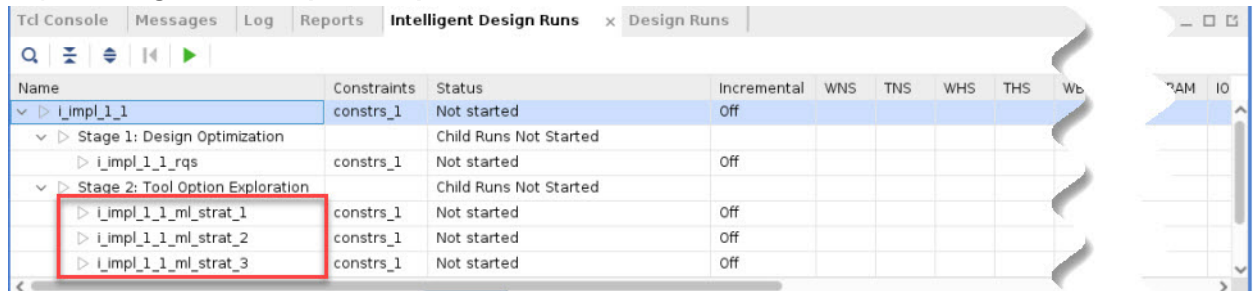 Tcl Console Messages Log Reports Intelligent Design Runs x Design Runs
Name Constraints Status Incremental WNS TNS WHS THS RAM IO
i_impl_1_1 constrs_1 Not started Off
Stage 1: Design Optimization Child Runs Not Started
i_impl_1_1_rqs constrs_1 Not started Off
Stage 2: Tool Option Exploration Child Runs Not Started
i_impl_1_1_ml_strat_1 constrs_1 Not started Off
i_impl_1_1_ml_strat_2 constrs_1 Not started Off
i_impl_1_1_ml_strat_3 constrs_1 Not started Off